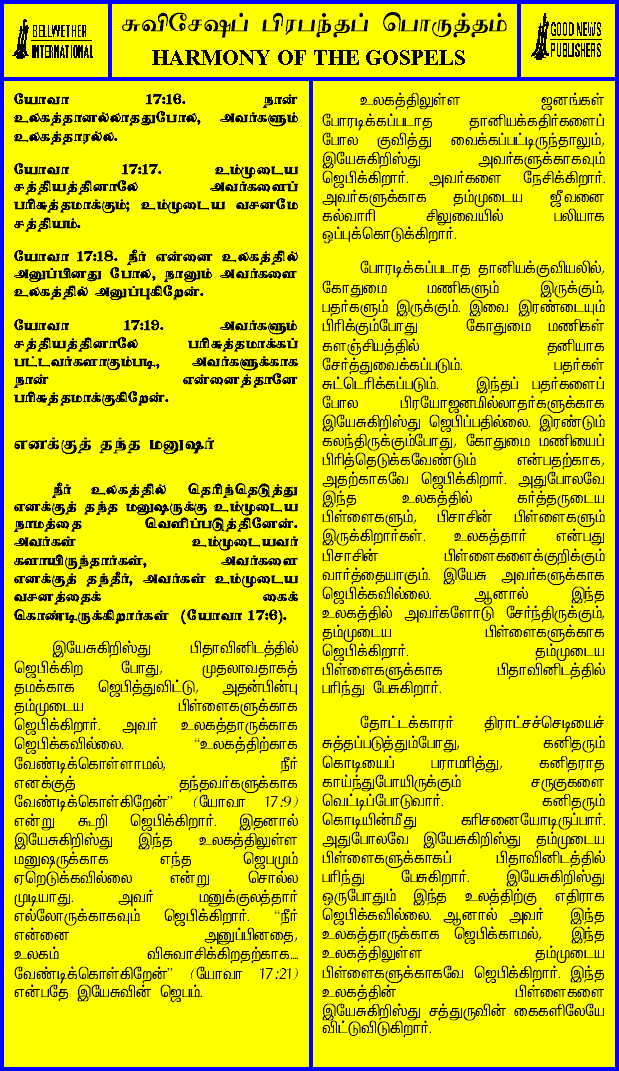 BELLWETHER
INTERNATIONAL
சுவிசேஷப் பிரபந்தப் பொருத்தம்
HARMONY OF THE GOSPELS
GOOD NEWS
PUBLISHERS
யோவா 17:16. நான்
உலகத்தானல்லாததுபோல, அவர்களும்
உலகத்தாரல்ல.
யோவா 17:17. உம்முடைய
சத்தியத்தினாலே அவர்களைப்
பரிசுத்தமாக்கும்; உம்முடைய வசனமே
சத்தியம்.
யோவா 17:18. நீர் என்னை உலகத்தில்
அனுப்பினது போல, நானும் அவர்களை
உலகத்தில் அனுப்புகிறேன்.
யோவா 17:19. அவர்களும்
சத்தியத்தினாலே பரிசுத்தமாக்கப்
பட்டவர்களாகும்படி, அவர்களுக்காக
நான் என்னைத்தானே
பரிசுத்தமாக்குகிறேன்.
எனக்குத் தந்த மனுஷர்
நீர் உலகத்தில் தெரிந்தெடுத்து
எனக்குத் தந்த மனுஷருக்கு உம்முடைய
நாமத்தை வெளிப்படுத்தினேன்.
அவர்கள் உம்முடையவர்
களாயிருந்தார்கள், அவர்களை
எனக்குத் தந்தீர், அவர்கள் உம்முடைய
வசனத்தைக் கைக்
கொண்டிருக்கிறார்கள் (யோவா 17:6).
இயேசுகிறிஸ்து பிதாவினிடத்தில்
ஜெபிக்கிற போது, முதலாவதாகத்
தமக்காக ஜெபித்துவிட்டு, அதன்பின்பு
தம்முடைய பிள்ளைகளுக்காக
ஜெபிக்கிறார். அவர் உலகத்தாருக்காக
ஜெபிக்கவில்லை. “உலகத்திற்காக
வேண்டிக்கொள்ளாமல், நீர்
எனக்குத் தந்தவர்களுக்காக
வேண்டிக்கொள்கிறேன்” (யோவா 17:9)
என்று கூறி ஜெபிக்கிறார். இதனால்
இயேசுகிறிஸ்து இந்த உலகத்திலுள்ள
மனுஷருக்காக எந்த ஜெபமும்
ஏறெடுக்கவில்லை என்று சொல்ல
முடியாது. அவர் மனுக்குலத்தார்
எல்லோருக்காகவும் ஜெபிக்கிறார். “நீர்
என்னை அனுப்பினதை,
உலகம் விசுவாசிக்கிறதற்காக...
வேண்டிக்கொள்கிறேன்” (யோவா 17:21)
என்பதே இயேசுவின் ஜெபம்.
உலகத்திலுள்ள ஜனங்கள்
போரடிக்கப்படாத தானியக்கதிர்களைப்
போல குவித்து வைக்கப்பட்டிருந்தாலும்,
இயேசுகிறிஸ்து அவர்களுக்காகவும்
ஜெபிக்கிறார். அவர்களை நேசிக்கிறார்.
அவர்களுக்காக தம்முடைய ஜீவனை
கல்வாரி சிலுவையில் பலியாக
ஒப்புக்கொடுக்கிறார்.
போரடிக்கப்படாத தானியக்குவியலில்,
கோதுமை மணிகளும் இருக்கும்,
பதர்களும் இருக்கும். இவை இரண்டையும்
பிரிக்கும்போது கோதுமை மணிகள்
களஞ்சியத்தில் தனியாக
சேர்த்துவைக்கப்படும். பதர்கள்
சுட்டெரிக்கப்படும். இந்தப் பதர்களைப்
போல பிரயோஜனமில்லாதர்களுக்காக
இயேசுகிறிஸ்து ஜெபிப்பதில்லை. இரண்டும்
கலந்திருக்கும்போது, கோதுமை மணியைப்
பிரித்தெடுக்கவேண்டும் என்பதற்காக,
அதற்காகவே ஜெபிக்கிறார். அதுபோலவே
இந்த உலகத்தில் கர்த்தருடைய
பிள்ளைகளும், பிசாசின் பிள்ளைகளும்
இருக்கிறார்கள். உலகத்தார் என்பது
பிசாசின் பிள்ளைகளைக்குறிக்கும்
வார்த்தையாகும். இயேசு அவர்களுக்காக
ஜெபிக்கவில்லை. ஆனால் இந்த
உலகத்தில் அவர்களோடு சேர்ந்திருக்கும்,
தம்முடைய பிள்ளைகளுக்காக
ஜெபிக்கிறார். தம்முடைய
பிள்ளைகளுக்காக பிதாவினிடத்தில்
பரிந்து பேசுகிறார்.
தோட்டக்காரர் திராட்சச்செடியைச்
சுத்தப்படுத்தும்போது, கனிதரும்
கொடியைப் பராமரித்து, கனிதராத
காய்ந்துபோயிருக்கும் சருகுகளை
வெட்டிப்போடுவார். கனிதரும்
கொடியின்மீது கரிசனையோடிருப்பார்.
அதுபோலவே இயேசுகிறிஸ்து தம்முடைய
பிள்ளைகளுக்காகப் பிதாவினிடத்தில்
பரிந்து பேசுகிறார். இயேசுகிறிஸ்து
ஒருபோதும் இந்த உலத்திற்கு எதிராக
ஜெபிக்கவில்லை. ஆனால் அவர் இந்த
உலகத்தாருக்காக ஜெபிக்காமல், இந்த
உலகத்திலுள்ள தம்முடைய
பிள்ளைகளுக்காகவே ஜெபிக்கிறார். இந்த
உலகத்தின் பிள்ளைகளை
இயேசுகிறிஸ்து சத்துருவின் கைகளிலேயே
விட்டுவிடுகிறார்.